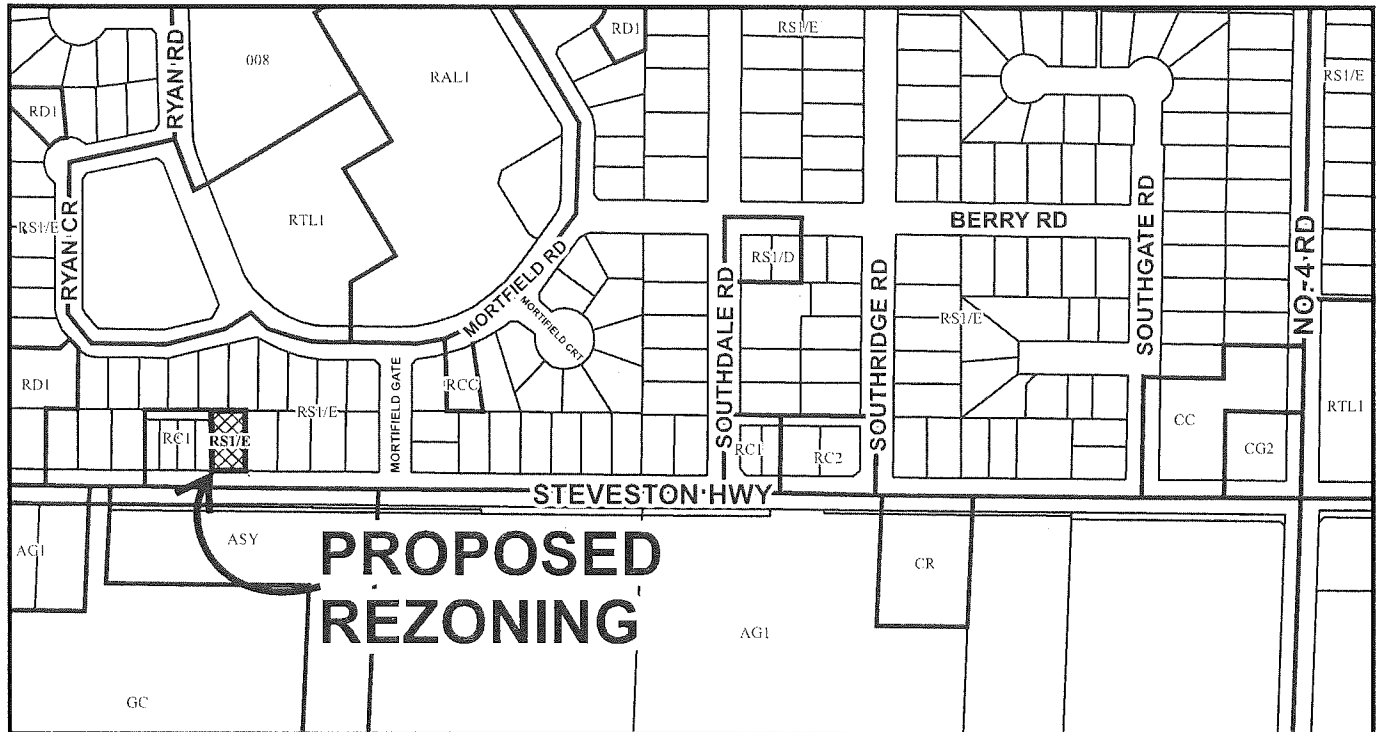 RYAN RD
008
RAL1
RD1
RS1/E
RS1/E
RD1
RS1/E
RYAN CR
RTL1
MORTFIELD RD
MORTIFIELD CRT
BERRY RD
RS1/D
SOUTHDALE RD
SOUTHRIDGE RD
RS1/E
SOUTHGATE RD
NO. 4 RD
RD1
RC1
RS1/E
RS1/E
MORTIFIELD GATE
RCC
RC1
RC2
CC
CG2
RTL1
STEVESTON HWY
AG1
ASY
PROPOSED
REZONING
CR
AG1
GC